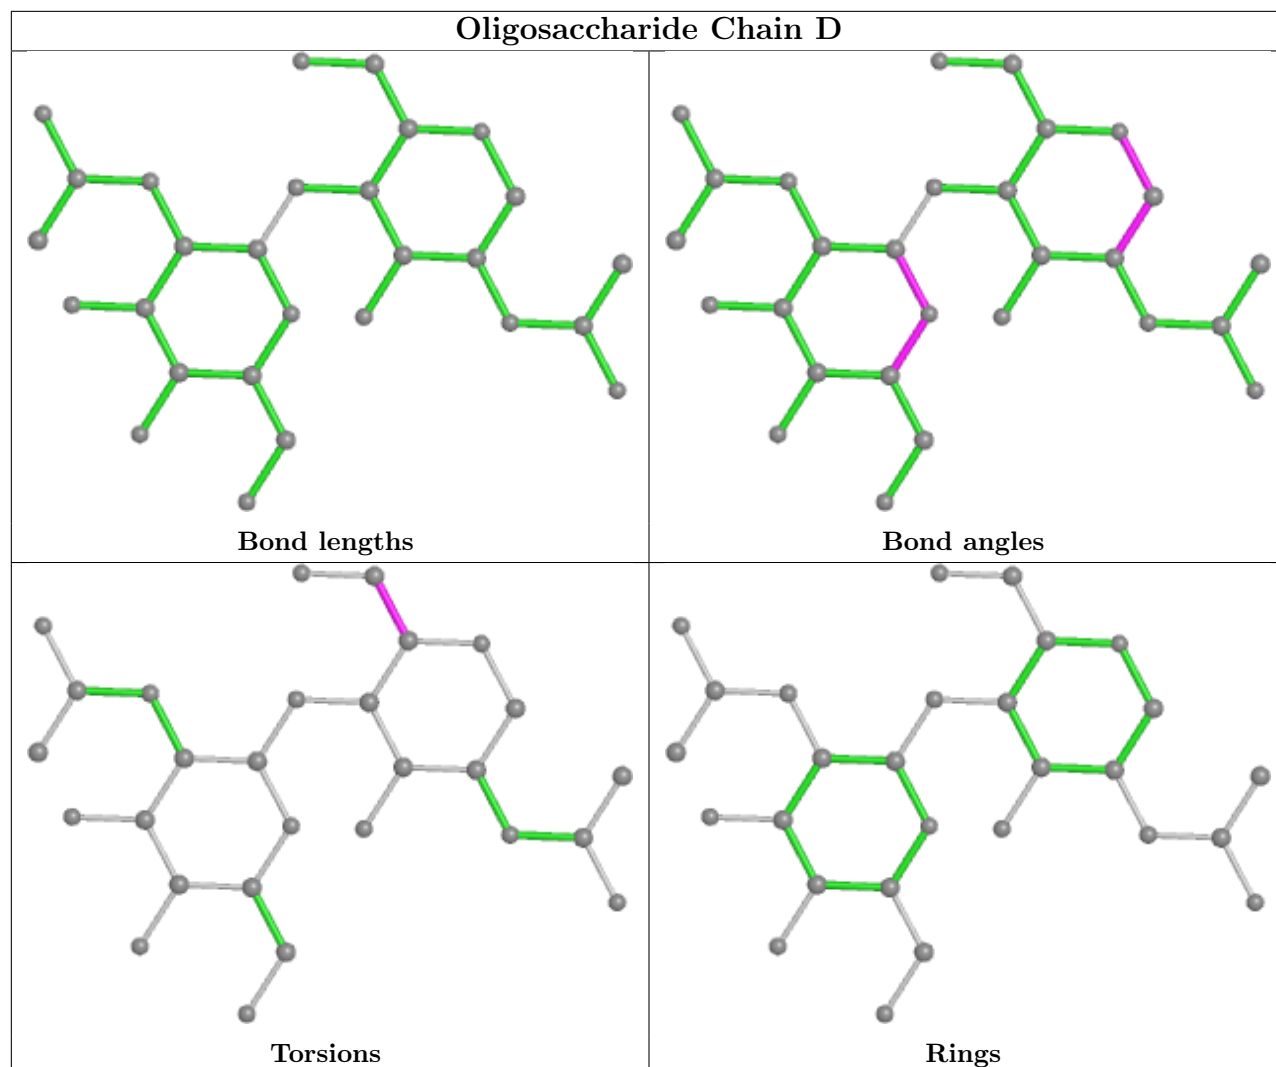 Oligosaccharide Chain D
Bond lengths
Bond angles
Torsions
Rings